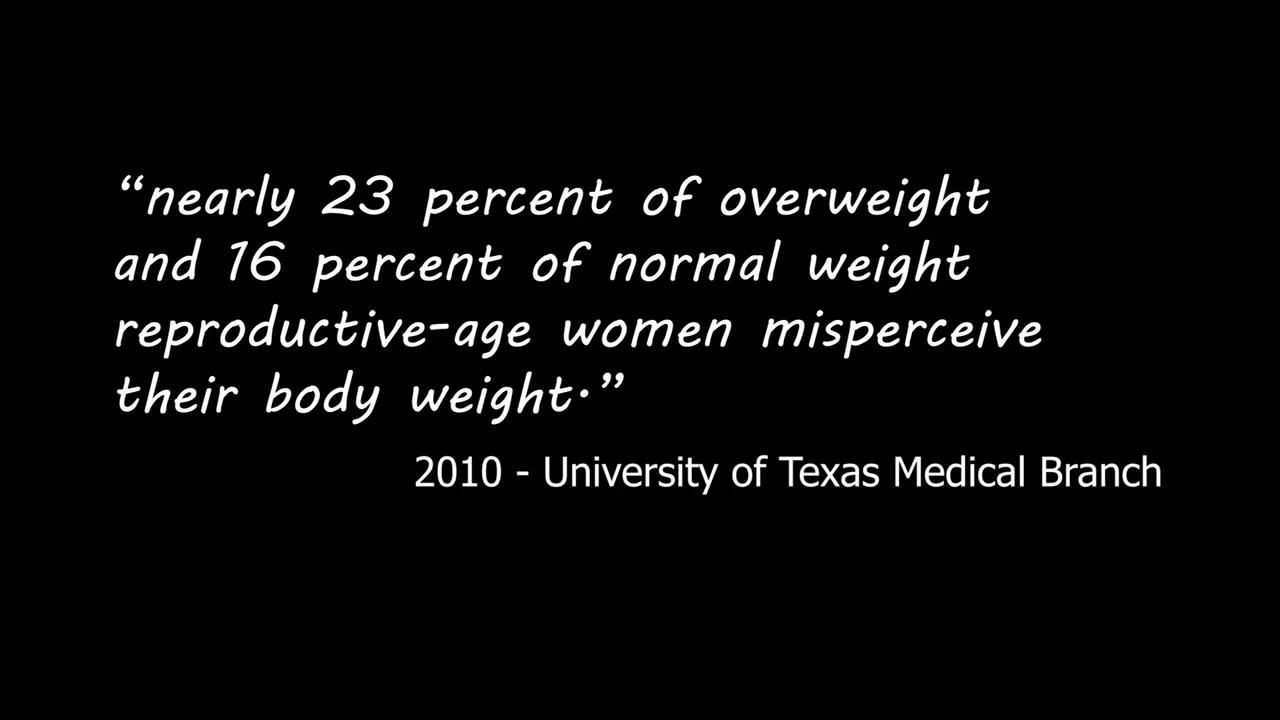 “nearly 23 percent of overweight
and 16 percent of normal weight
reproductive-age women misperceive
their body weight.”
2010 - University of Texas Medical Branch